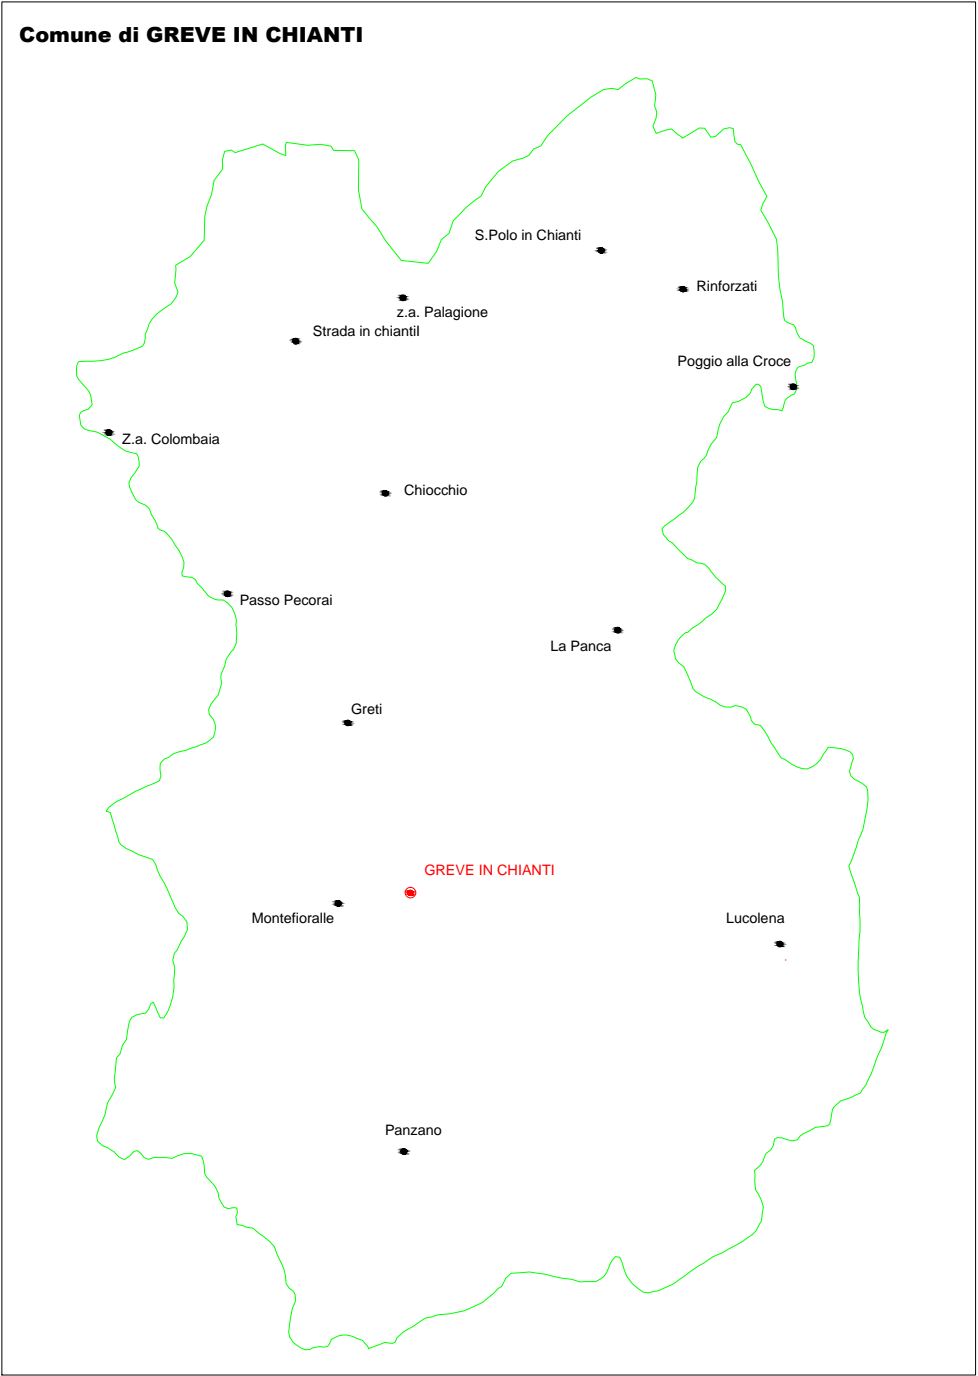 Comune di GREVE IN CHIANTI
S.Polo in Chianti
Rinforzati
z.a. Palagione
Strada in chiantiI
Poggio alla Croce
Z.a. Colombaia
Chiocchio
Passo Pecorai
La Panca
Greti
GREVE IN CHIANTI
Montefioralle
Lucolena
Panzano